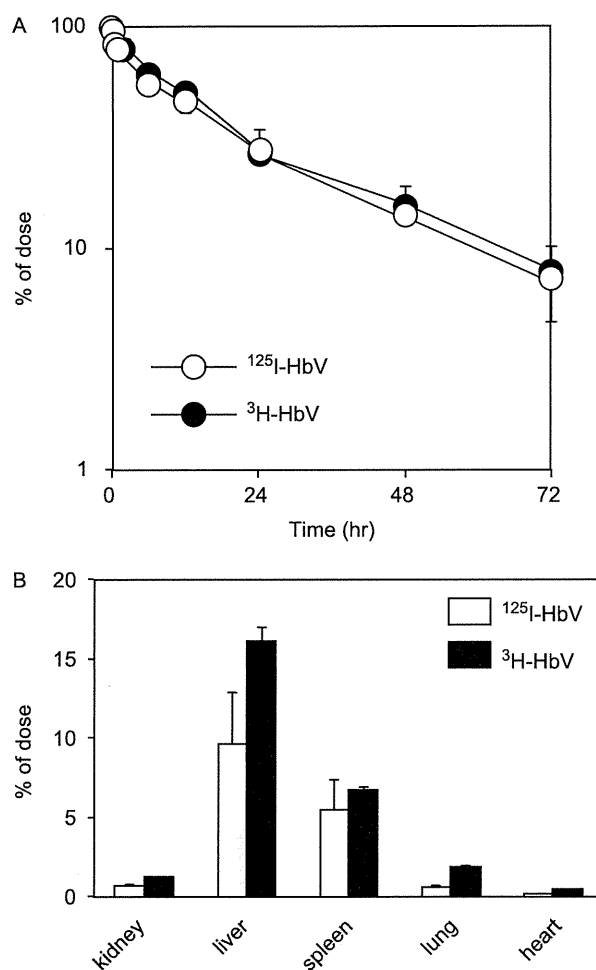 A
100
10
1
% of dose
¹²⁵I-HbV
³H-HbV
0
24
48
72
Time (hr)
B
20
15
10
5
0
% of dose
¹²⁵I-HbV
³H-HbV
kidney
liver
spleen
lung
heart